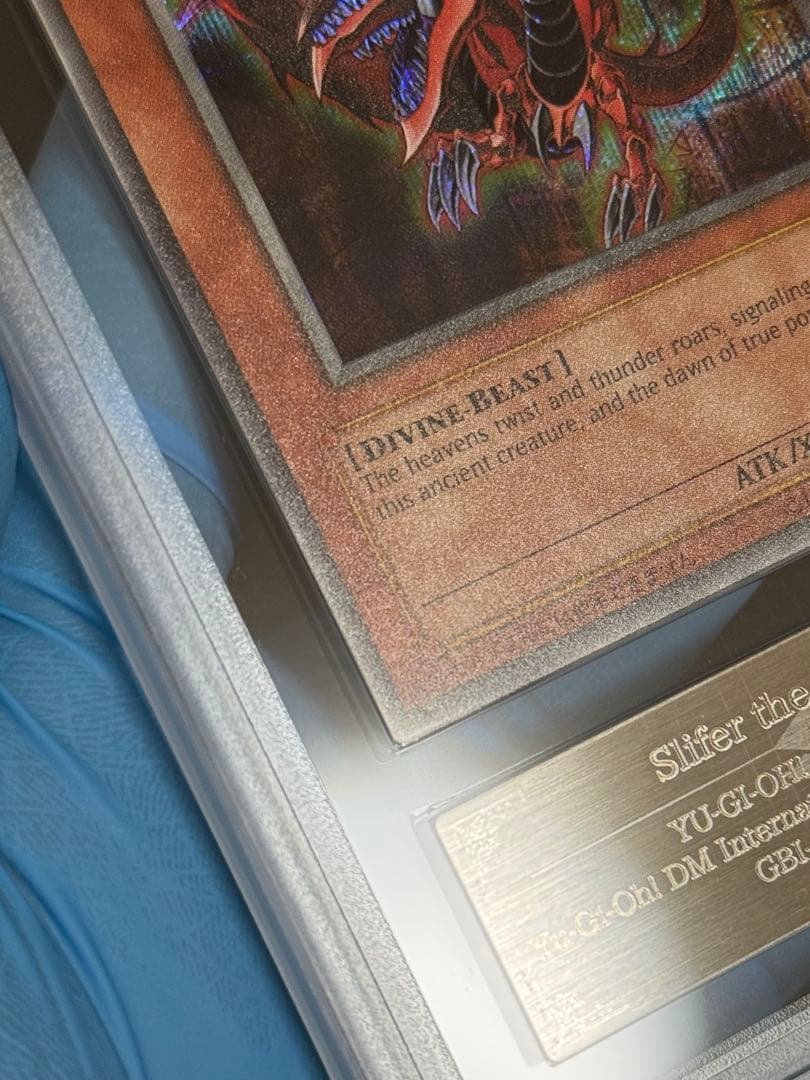 [DIVINE-BEAST]
The heavens twist and thunder roars, signaling
this ancient creature, and the dawn of true po
ATK/X
Slifer the
YU-GI-OH!
Yu-Gi-Oh! DM Interna
GBI-